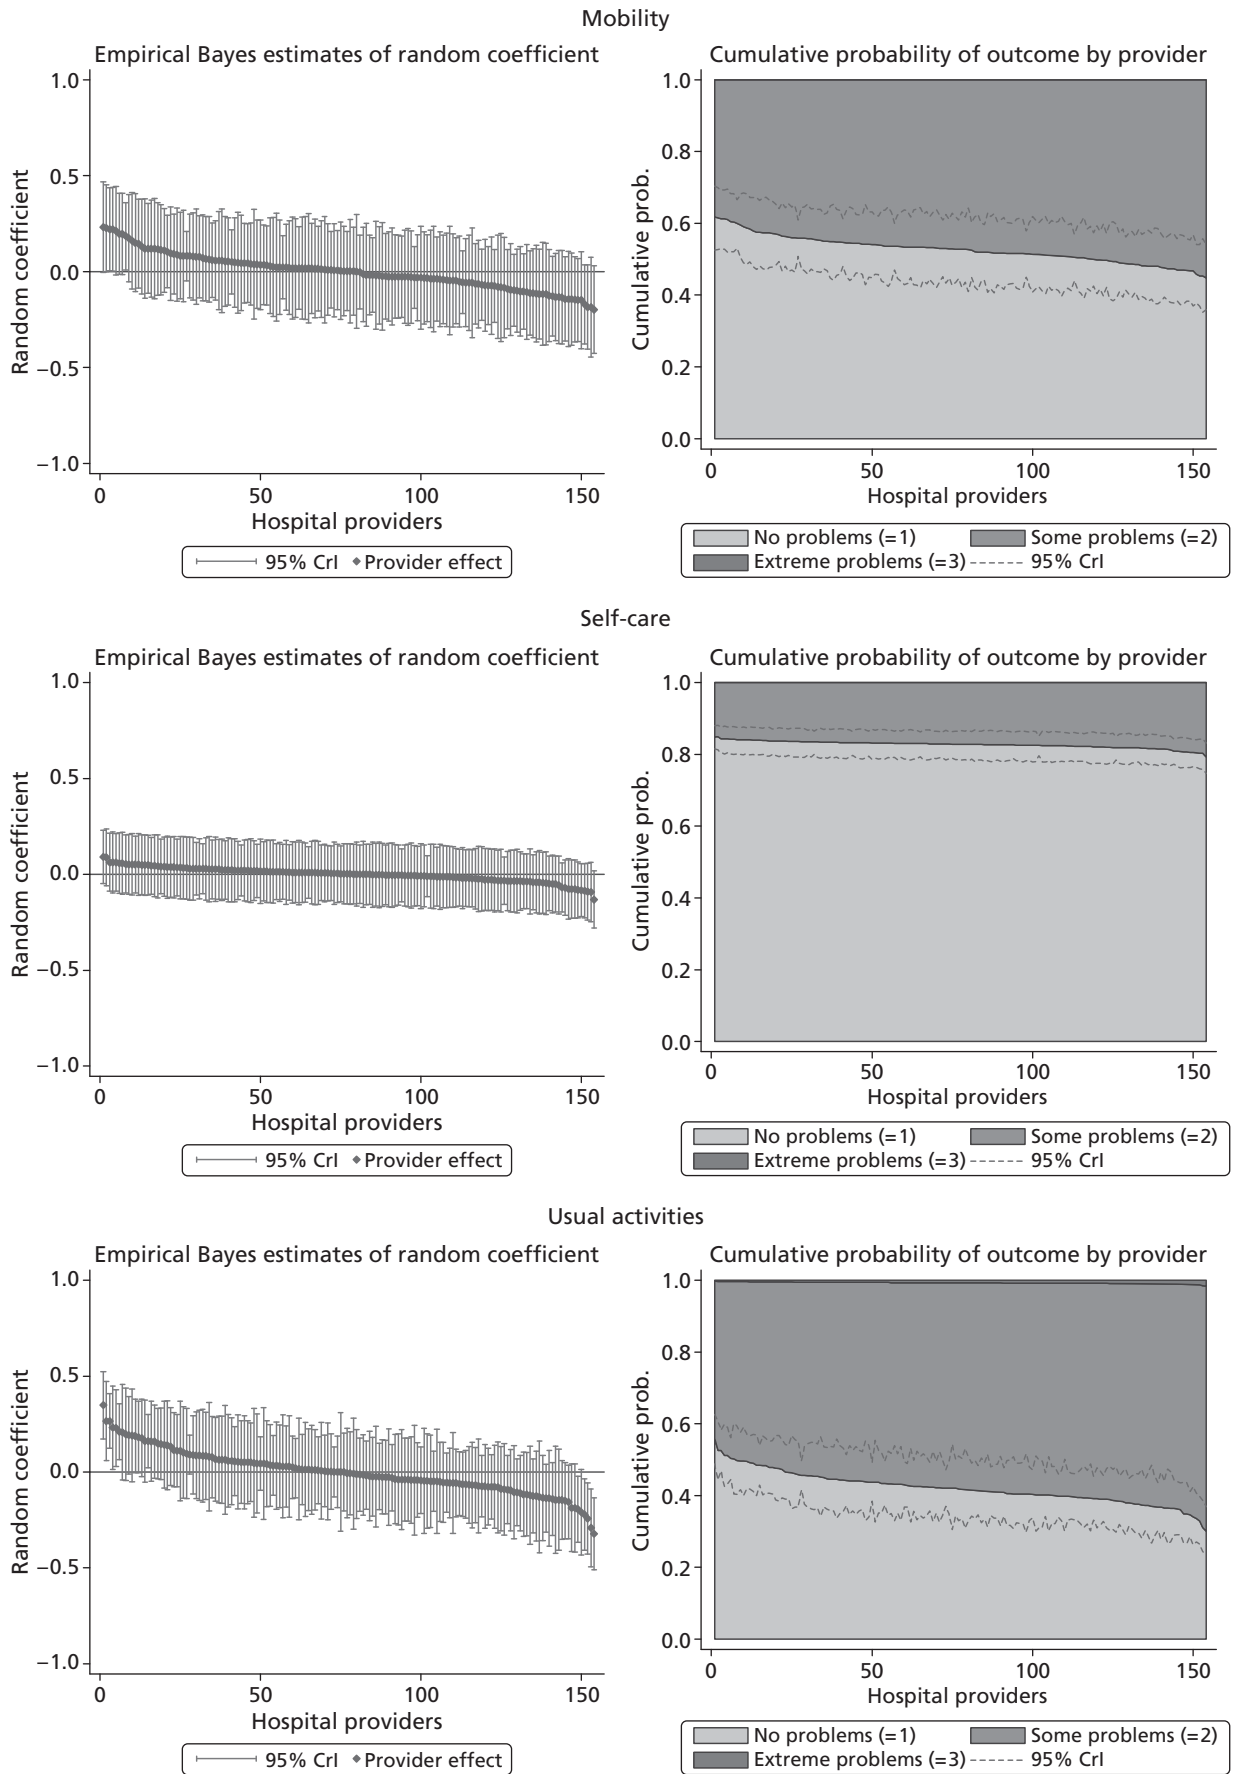 Mobility
Empirical Bayes estimates of random coefficient
1.0
0.5
0.0
−0.5
−1.0
Random coefficient
0 50 100 150
Hospital providers
95% CrI Provider effect
Cumulative probability of outcome by provider
1.0
0.8
0.6
0.4
0.2
0.0
Cumulative prob.
0 50 100 150
Hospital providers
No problems (=1) Some problems (=2)
Extreme problems (=3) 95% CrI
Self-care
Empirical Bayes estimates of random coefficient
1.0
0.5
0.0
−0.5
−1.0
Random coefficient
0 50 100 150
Hospital providers
95% CrI Provider effect
Cumulative probability of outcome by provider
1.0
0.8
0.6
0.4
0.2
0.0
Cumulative prob.
0 50 100 150
Hospital providers
No problems (=1) Some problems (=2)
Extreme problems (=3) 95% CrI
Usual activities
Empirical Bayes estimates of random coefficient
1.0
0.5
0.0
−0.5
−1.0
Random coefficient
0 50 100 150
Hospital providers
95% CrI Provider effect
Cumulative probability of outcome by provider
1.0
0.8
0.6
0.4
0.2
0.0
Cumulative prob.
0 50 100 150
Hospital providers
No problems (=1) Some problems (=2)
Extreme problems (=3) 95% CrI